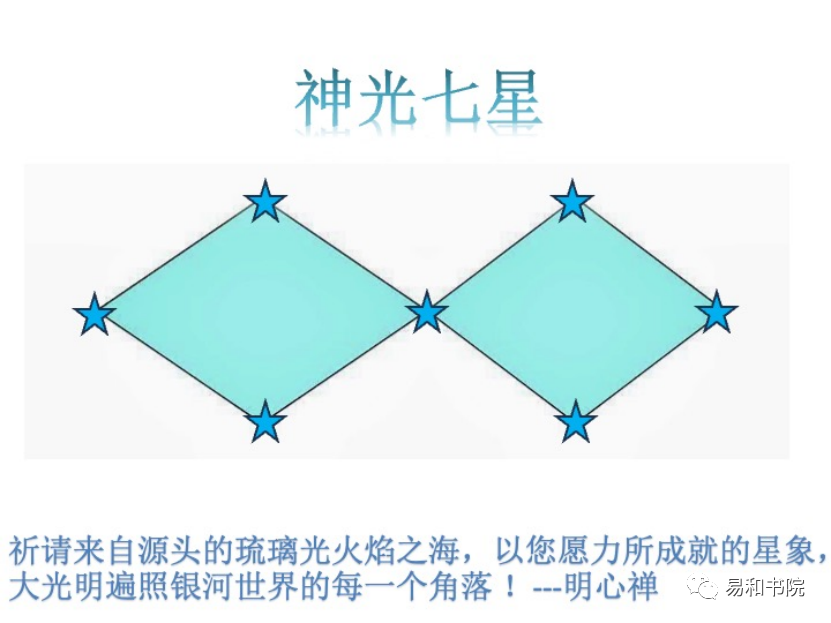 神光七星
祈请来自源头的琉璃光火焰之海，以您愿力所成就的星象，
大光明遍照银河世界的每一个角落！---明心禅
易和书院